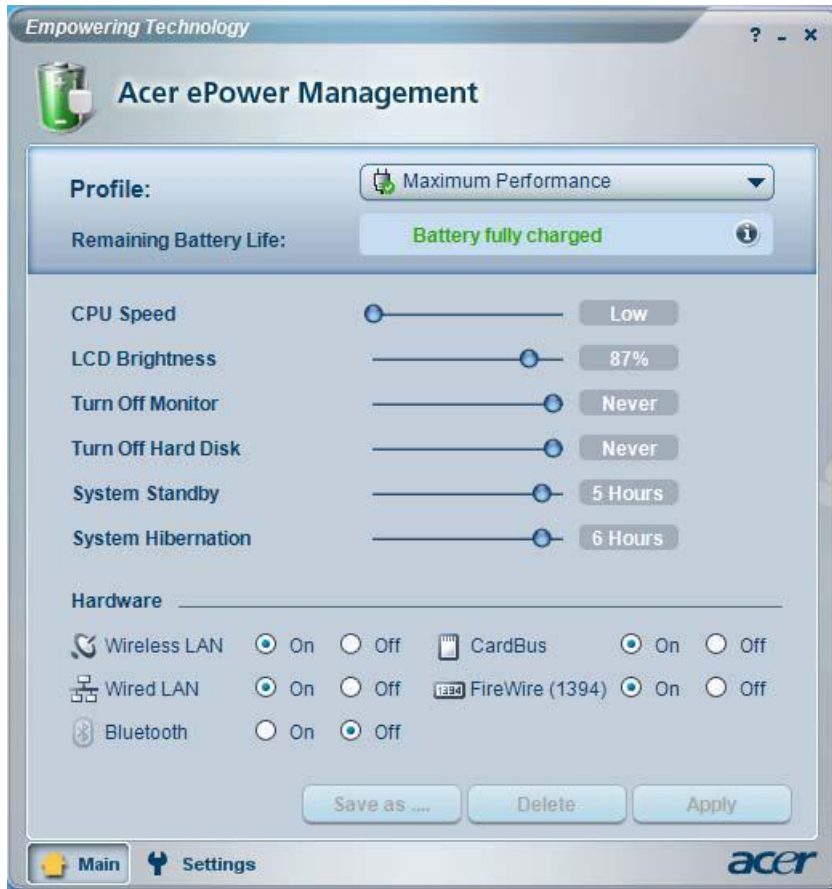 Empowering Technology
? - ×
Acer ePower Management
Profile: Maximum Performance
Remaining Battery Life: Battery fully charged i
CPU Speed Low
LCD Brightness 87%
Turn Off Monitor Never
Turn Off Hard Disk Never
System Standby 5 Hours
System Hibernation 6 Hours
Hardware
Wireless LAN On Off CardBus On Off
Wired LAN On Off 1394 FireWire (1394) On Off
Bluetooth On Off
Save as .... Delete Apply
Main Settings acer